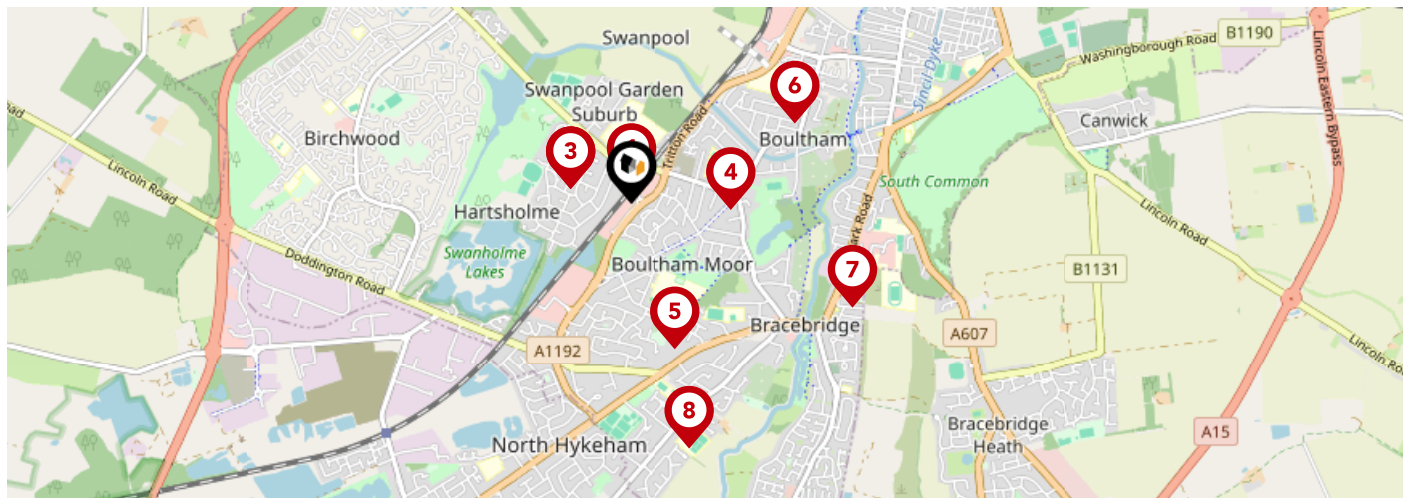 Swanpool
B1190
Washingborough Road
Lincoln Eastern Bypass
Sincil Dyke
6
Swanpool Garden
Suburb
Canwick
Birchwood
Tritton Road
Boultham
3
4
Lincoln Road
South Common
Hartsholme
Lincoln Road
Swanholme
Lakes
Doddington Road
Boultham Moor
7
B1131
5
Bracebridge
A607
A1192
8
Bracebridge
Heath
North Hykeham
A15